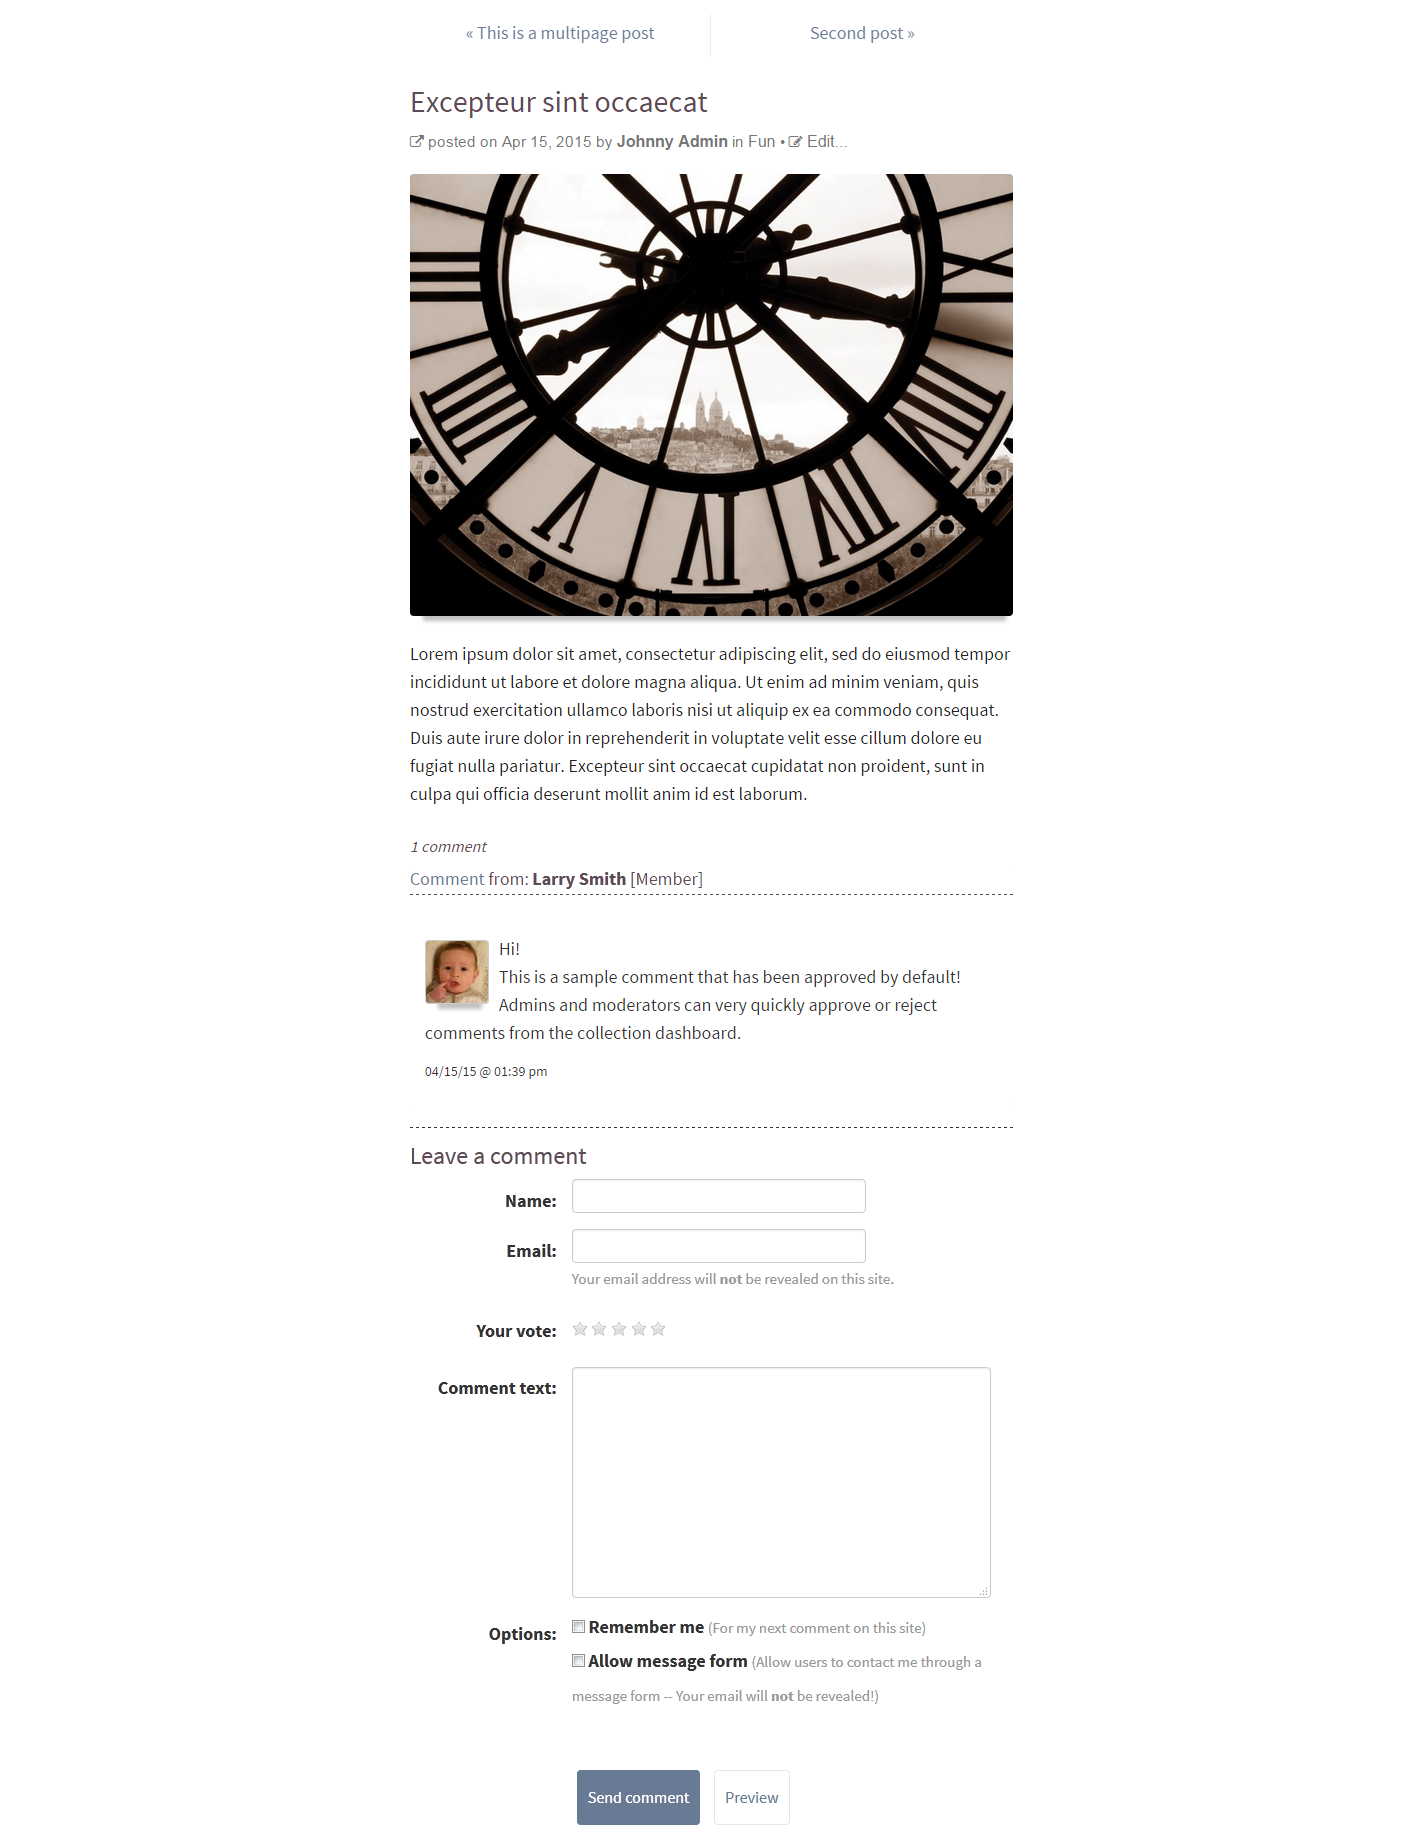 « This is a multipage post
Second post »
Excepteur sint occaecat
posted on Apr 15, 2015 by Johnny Admin in Fun • Edit...
Lorem ipsum dolor sit amet, consectetur adipiscing elit, sed do eiusmod tempor
incididunt ut labore et dolore magna aliqua. Ut enim ad minim veniam, quis
nostrud exercitation ullamco laboris nisi ut aliquip ex ea commodo consequat.
Duis aute irure dolor in reprehenderit in voluptate velit esse cillum dolore eu
fugiat nulla pariatur. Excepteur sint occaecat cupidatat non proident, sunt in
culpa qui officia deserunt mollit anim id est laborum.
1 comment
Comment from: Larry Smith [Member]
Hi!
This is a sample comment that has been approved by default!
Admins and moderators can very quickly approve or reject
comments from the collection dashboard.
04/15/15 @ 01:39 pm
Leave a comment
Name:
Email:
Your email address will not be revealed on this site.
Your vote:
Comment text:
Options:
Remember me (For my next comment on this site)
Allow message form (Allow users to contact me through a
message form -- Your email will not be revealed!)
Send comment
Preview